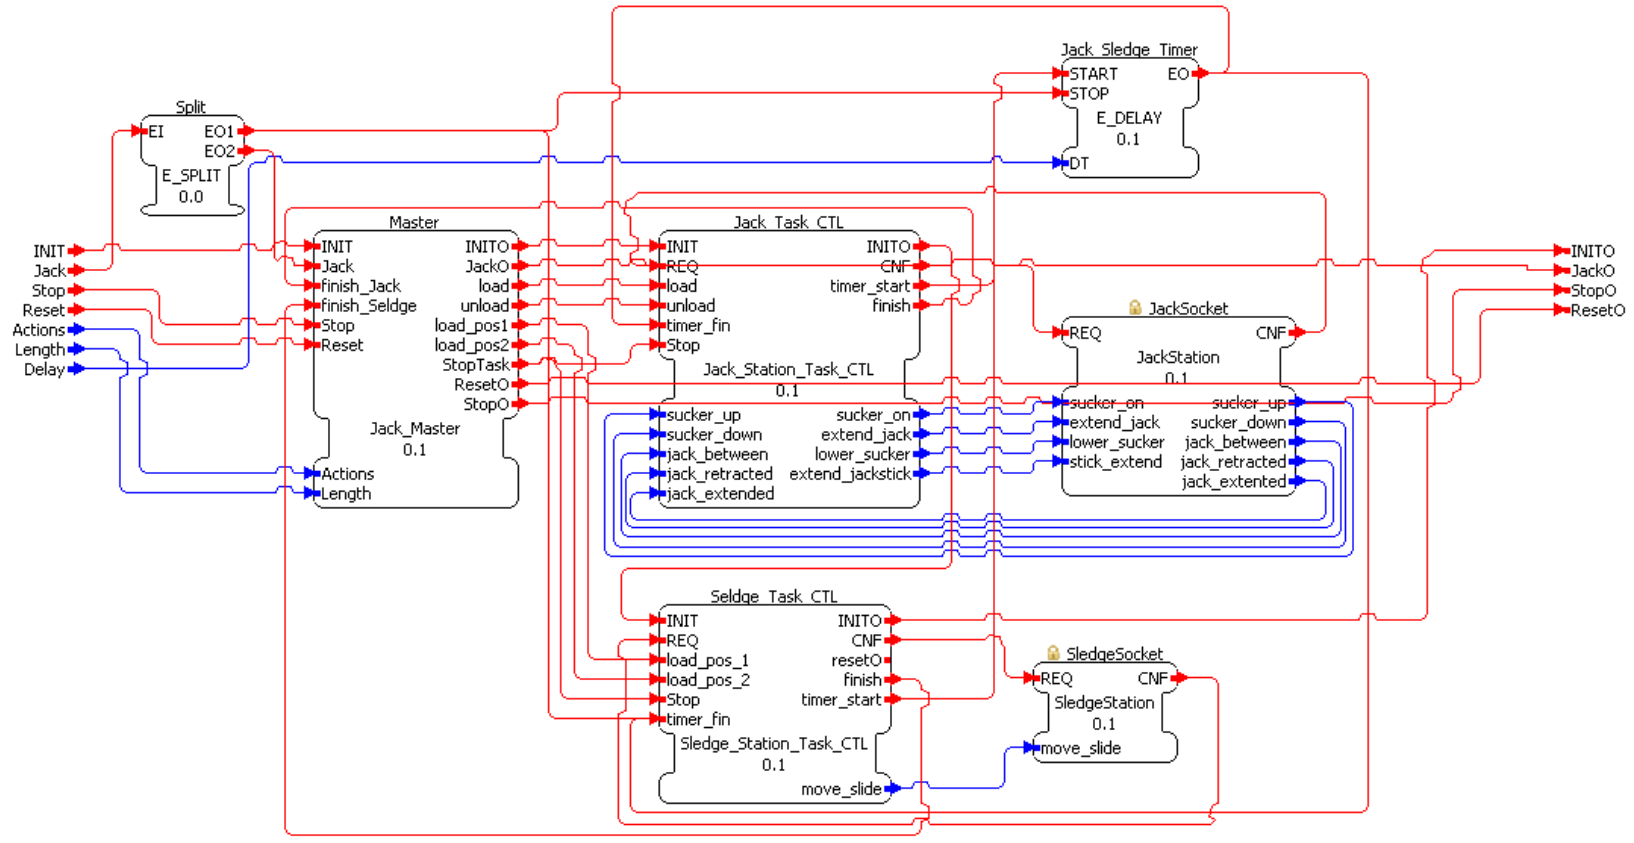 Jack_Sledge_Timer
START EO
STOP
E_DELAY
0.1
DT
Split
EI EO1
EO2
E_SPLIT
0.0
INIT
Jack
Stop
Reset
Actions
Length
Delay
Master
INIT INITO
Jack JackO
finish_Jack load
finish_Seldge unload
Stop load_pos1
Reset load_pos2
StopTask
ResetO
StopO
Jack_Master
0.1
Actions
Length
Jack_Task_CTL
INIT INITO
REQ CNF
load timer_start
unload finish
timer_fin
Stop
Jack_Station_Task_CTL
0.1
sucker_up sucker_on
sucker_down extend_jack
jack_between lower_sucker
jack_retracted extend_jackstick
jack_extended
JackSocket
REQ CNF
JackStation
0.1
sucker_on sucker_up
extend_jack sucker_down
lower_sucker jack_between
stick_extend jack_retracted
jack_extented
INITO
JackO
StopO
ResetO
Seldge_Task_CTL
INIT INITO
REQ CNF
load_pos_1 resetO
load_pos_2 finish
Stop timer_start
timer_fin
Sledge_Station_Task_CTL
0.1
move_slide
SledgeSocket
REQ CNF
SledgeStation
0.1
move_slide